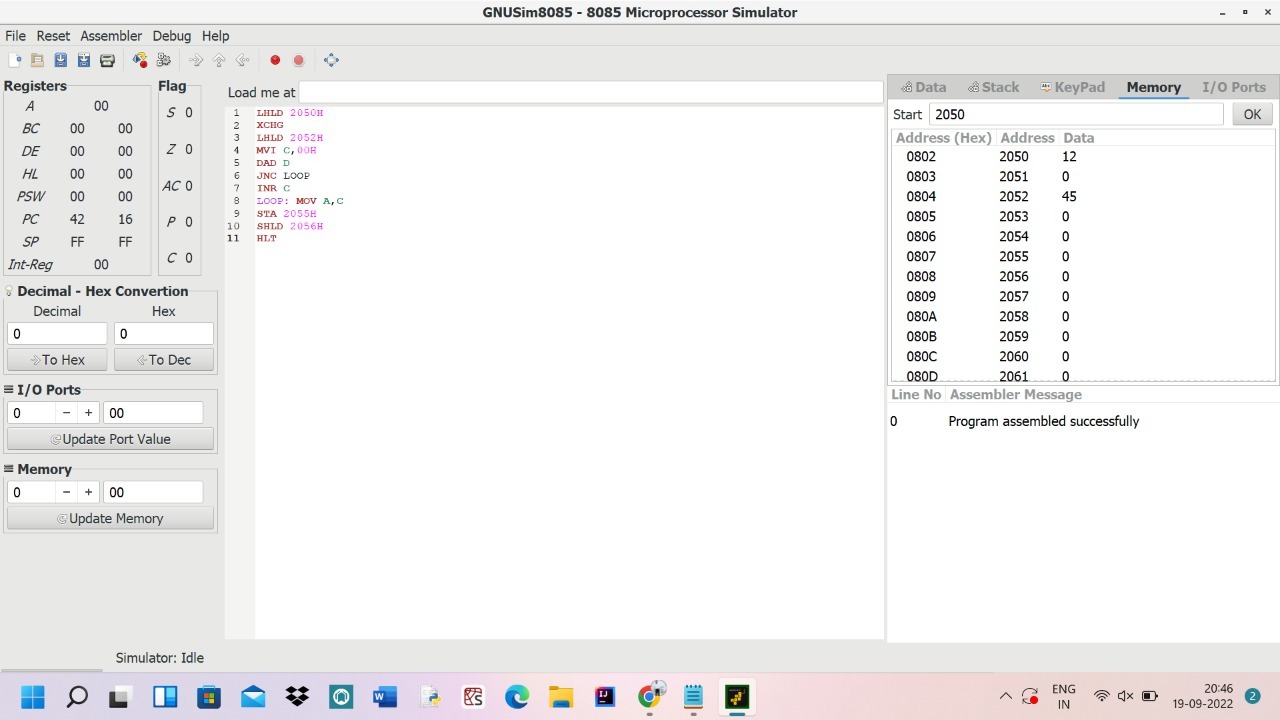 GNUSim8085 - 8085 Microprocessor Simulator
File Reset Assembler Debug Help
Registers
A 00
BC 00 00
DE 00 00
HL 00 00
PSW 00 00
PC 42 16
SP FF FF
Int-Reg 00
Flag
S 0
Z 0
AC 0
P 0
C 0
Decimal - Hex Convertion
Decimal Hex
0 0
To Hex To Dec
I/O Ports
0 − + 00
Update Port Value
Memory
0 − + 00
Update Memory
Load me at
1 LHLD 2050H
2 XCHG
3 LHLD 2052H
4 MVI C,00H
5 DAD D
6 JNC LOOP
7 INR C
8 LOOP: MOV A,C
9 STA 2055H
10 SHLD 2056H
11 HLT
Data Stack KeyPad Memory I/O Ports
Start 2050 OK
Address (Hex) Address Data
0802 2050 12
0803 2051 0
0804 2052 45
0805 2053 0
0806 2054 0
0807 2055 0
0808 2056 0
0809 2057 0
080A 2058 0
080B 2059 0
080C 2060 0
080D 2061 0
Line No Assembler Message
0 Program assembled successfully
Simulator: Idle
ENG
IN
20:46
19-09-2022
2